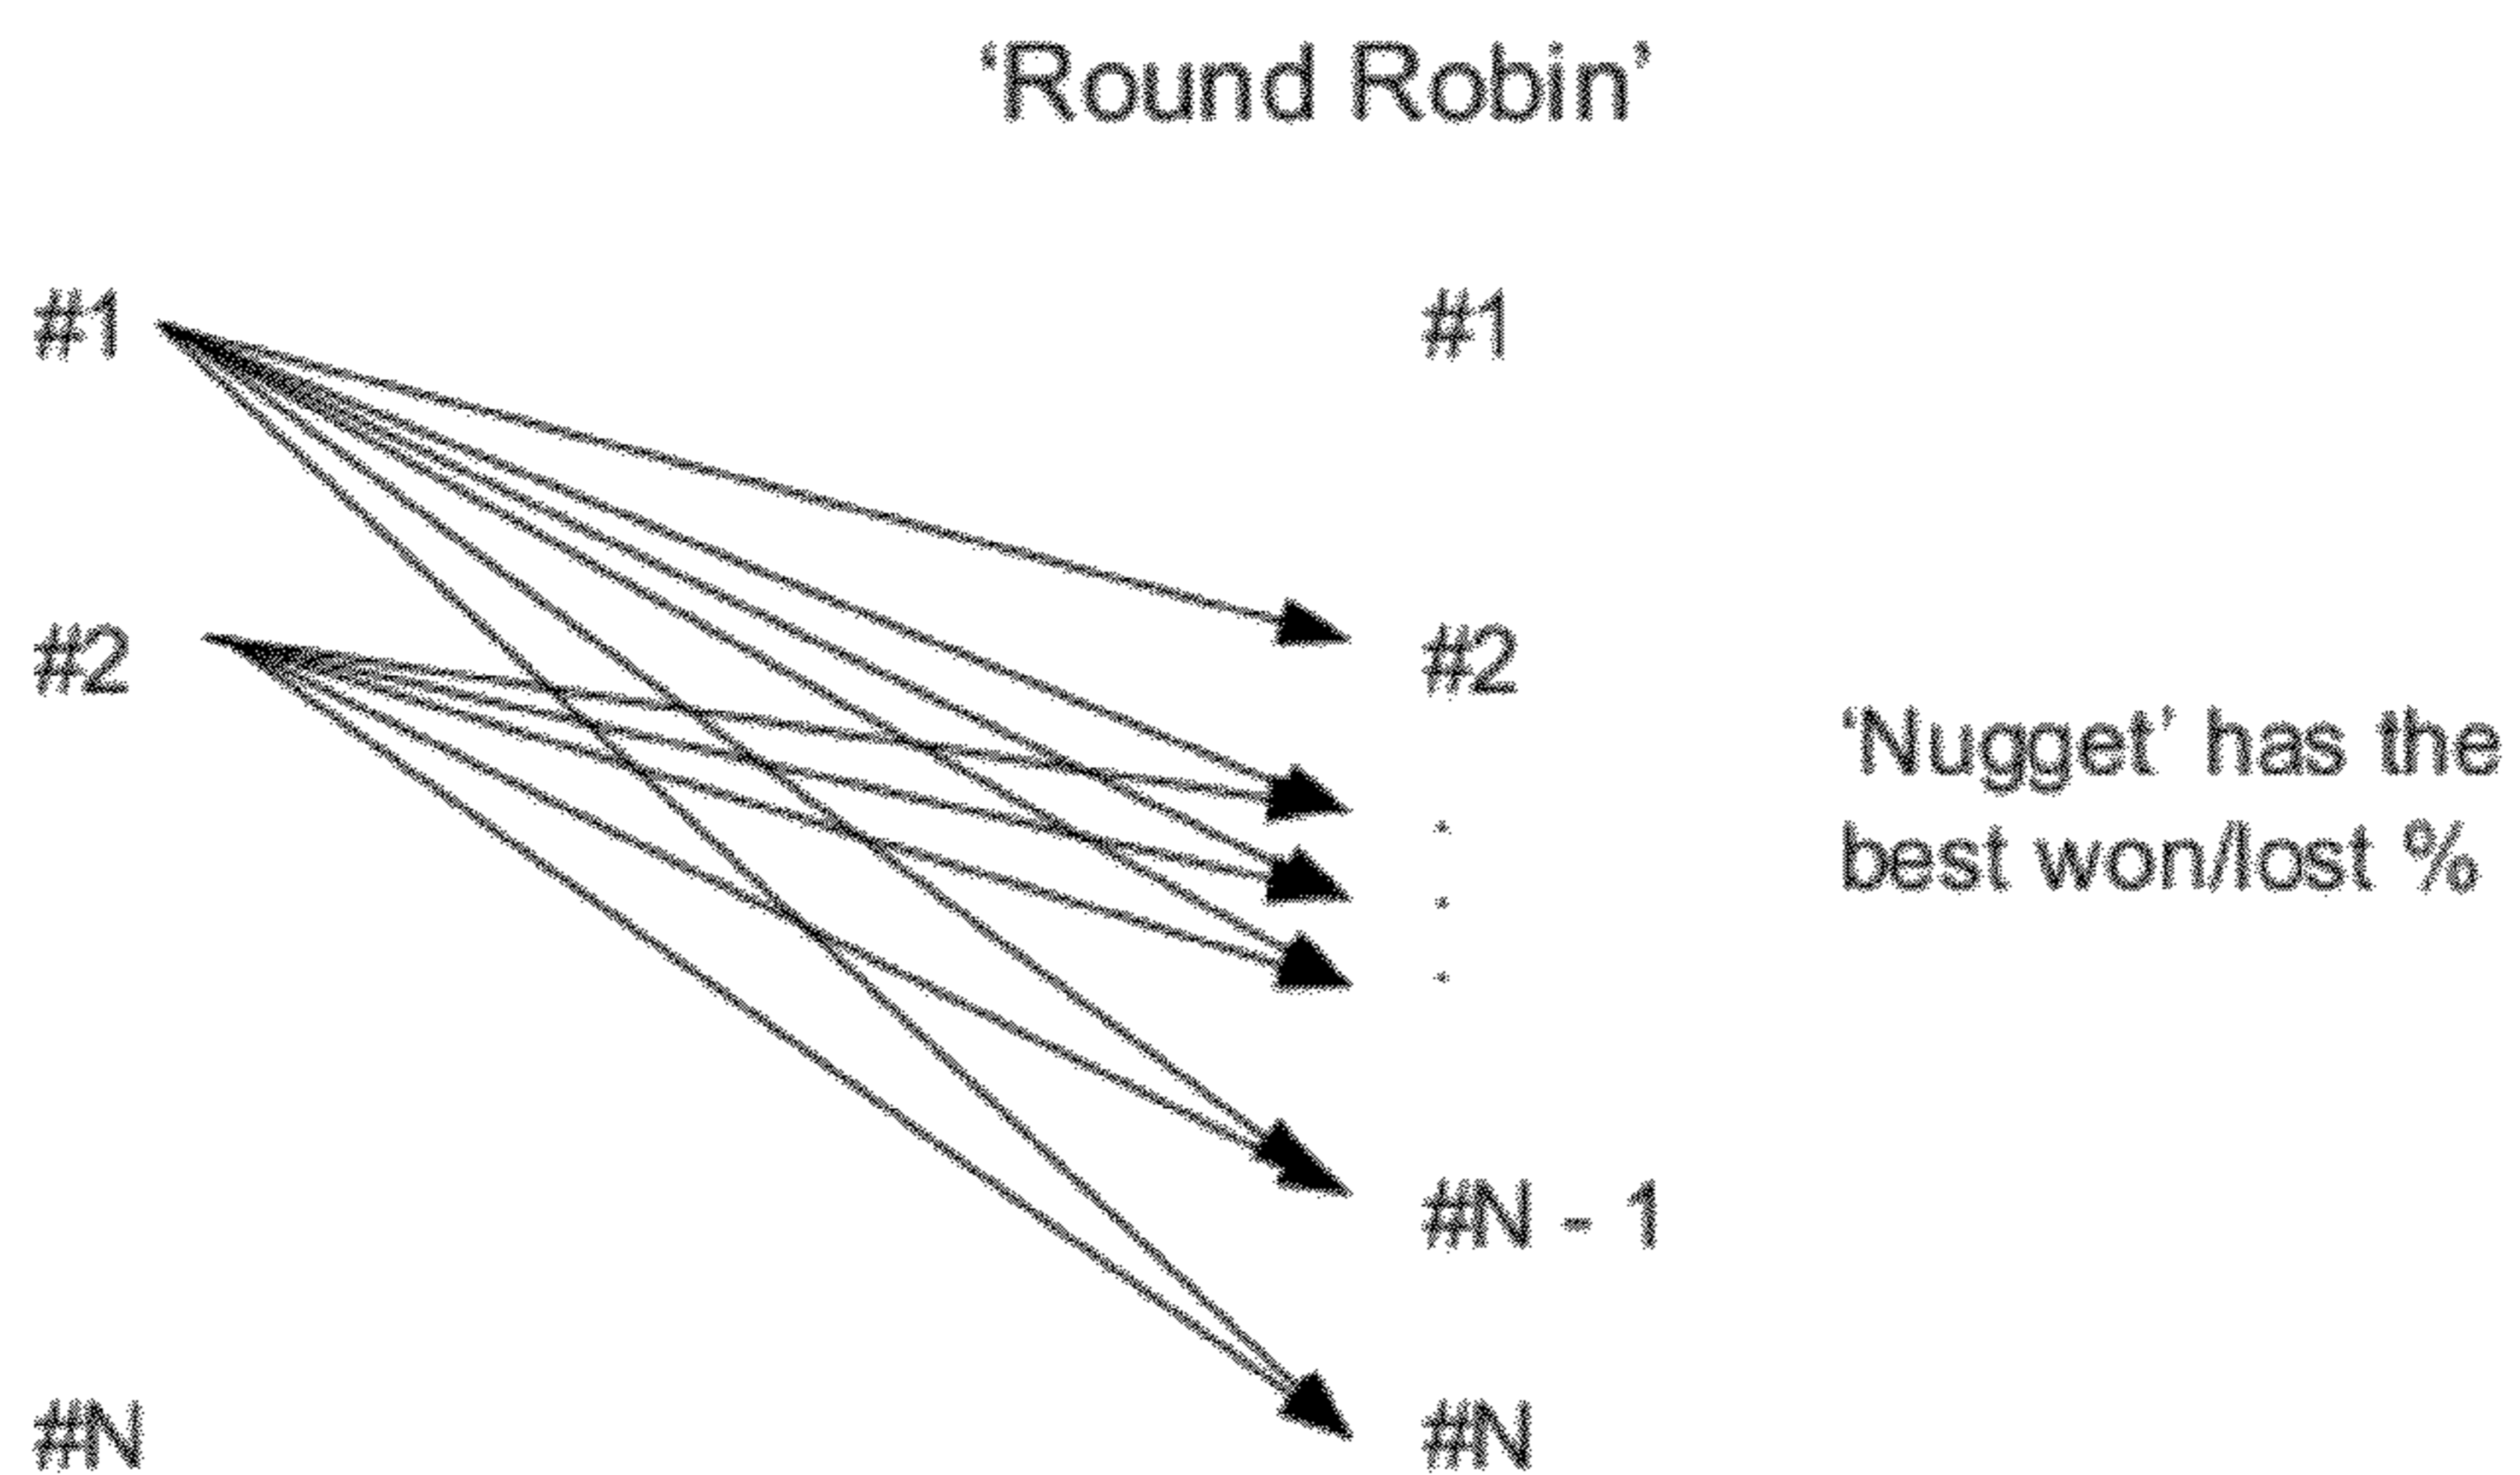 ‘Round Robin’
#1
#1
#2
#2
‘Nugget’ has the
best won/lost %
.
.
.
#N - 1
#N
#N